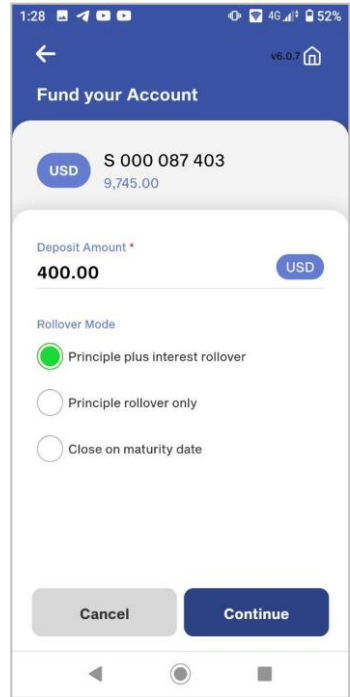 1:28 4G 52%
v6.0.7
Fund your Account
USD S 000 087 403
9,745.00
Deposit Amount *
400.00 USD
Rollover Mode
Principle plus interest rollover
Principle rollover only
Close on maturity date
Cancel Continue